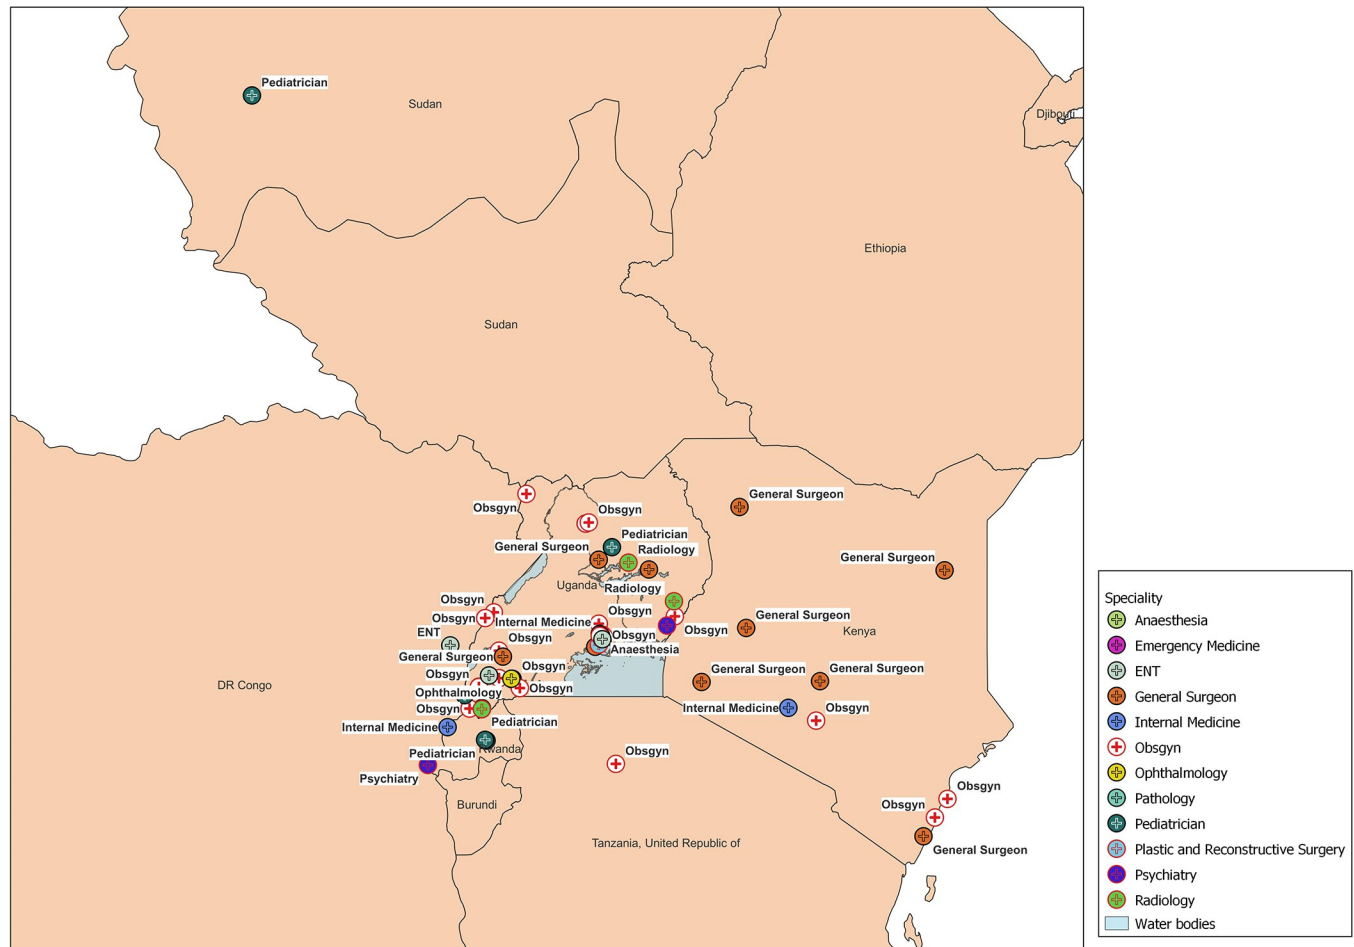 Pediatrician
Sudan
Djibouti
Ethiopia
Sudan
General Surgeon
Obsgyn
Obsgyn
Pediatrician
General Surgeon
Radiology
General Surgeon
Uganda
Radiology
Obsgyn
Obsgyn
General Surgeon
Obsgyn
Internal Medicine
ENT
Obsgyn
Obsgyn
Kenya
Obsgyn
Anaesthesia
General Surgeon
Obsgyn
Obsgyn
General Surgeon
General Surgeon
DR Congo
Ophthalmology
Obsgyn
Obsgyn
Internal Medicine
Obsgyn
Pediatrician
Internal Medicine
Rwanda
Pediatrician
Obsgyn
Psychiatry
Obsgyn
Burundi
Obsgyn
Tanzania, United Republic of
General Surgeon
Speciality
Anaesthesia
Emergency Medicine
ENT
General Surgeon
Internal Medicine
Obsgyn
Ophthalmology
Pathology
Pediatrician
Plastic and Reconstructive Surgery
Psychiatry
Radiology
Water bodies